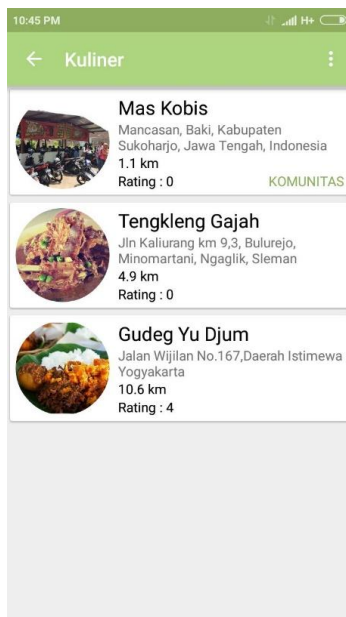 10:45 PM H+
Kuliner
Mas Kobis
Mancasan, Baki, Kabupaten
Sukoharjo, Jawa Tengah, Indonesia
1.1 km
Rating : 0 KOMUNITAS
Tengkleng Gajah
Jln Kaliurang km 9,3, Bulurejo,
Minomartani, Ngaglik, Sleman
4.9 km
Rating : 0
Gudeg Yu Djum
Jalan Wijilan No.167,Daerah Istimewa
Yogyakarta
10.6 km
Rating : 4